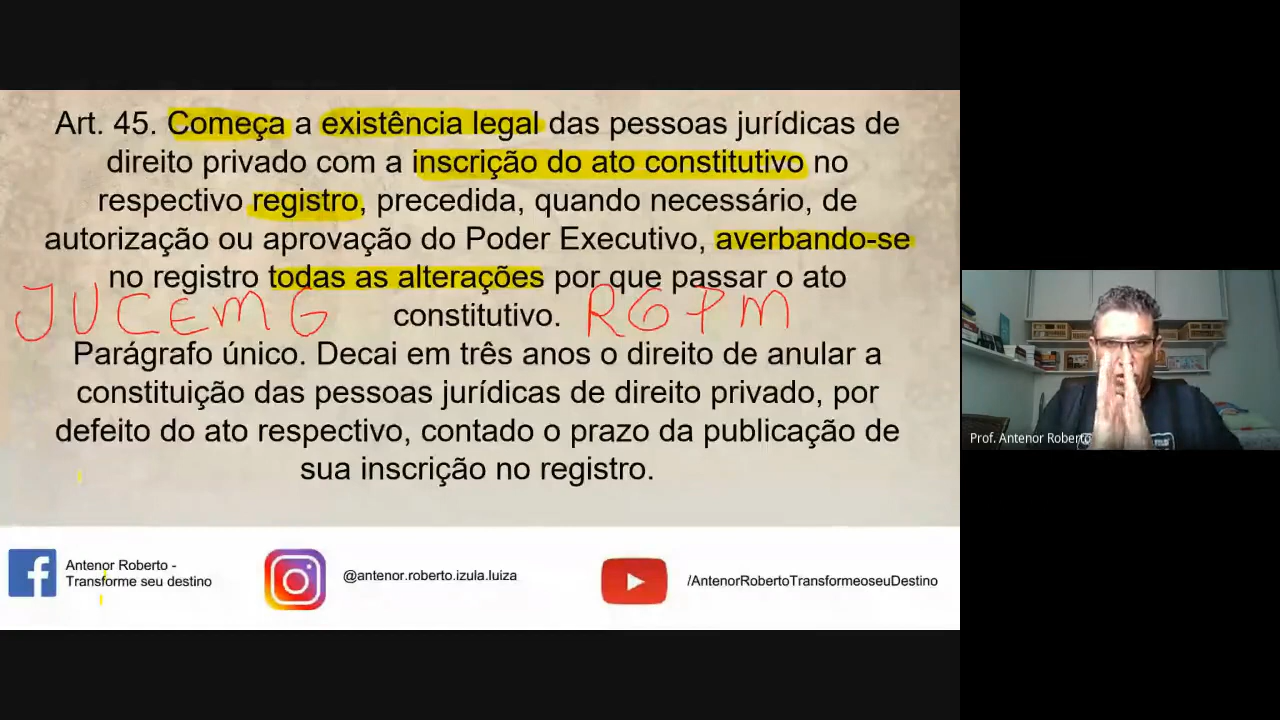 Art. 45. Começa a existência legal das pessoas jurídicas de
direito privado com a inscrição do ato constitutivo no
respectivo registro, precedida, quando necessário, de
autorização ou aprovação do Poder Executivo, averbando-se
no registro todas as alterações por que passar o ato
JUCEMG constitutivo. RGPM
Parágrafo único. Decai em três anos o direito de anular a
constituição das pessoas jurídicas de direito privado, por
defeito do ato respectivo, contado o prazo da publicação de
sua inscrição no registro.
Prof. Antenor Roberto
Antenor Roberto -
Transforme seu destino
@antenor.roberto.izula.luiza
/AntenorRobertoTransformeoseuDestino